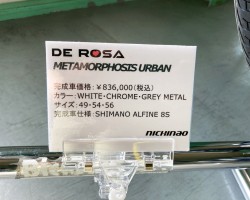 DE ROSA
METAMORPHOSIS URBAN
完成車価格：￥836,000(税込)
カラー：WHITE・CHROME・GREY METAL
サイズ：49-54-56
完成車仕様：SHIMANO ALFINE 8S
nichinao